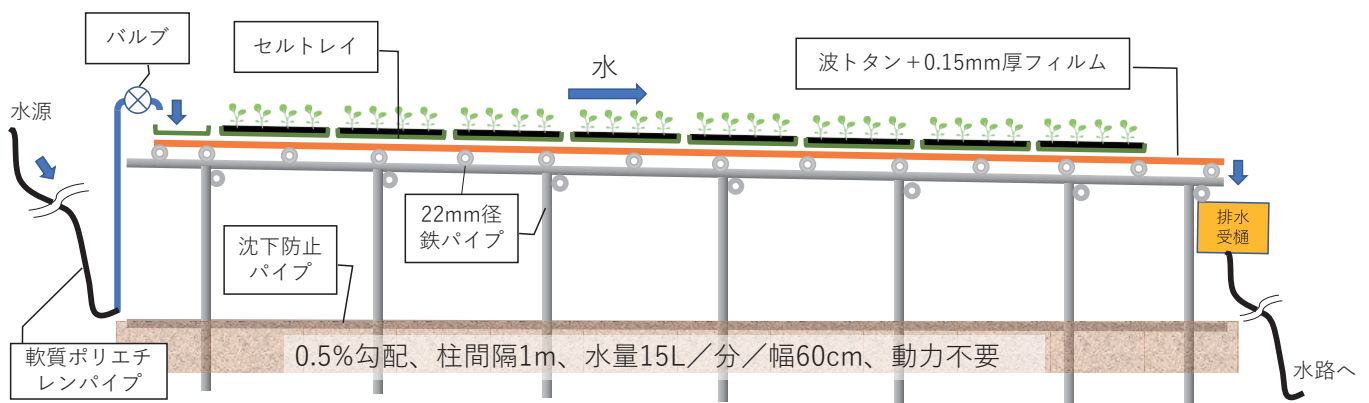 バルブ
セルトレイ
水
波トタン＋0.15mm厚フィルム
水源
22mm径
鉄パイプ
沈下防止
パイプ
排水
受樋
軟質ポリエチ
レンパイプ
0.5%勾配、柱間隔1m、水量15L／分／幅60cm、動力不要
水路へ